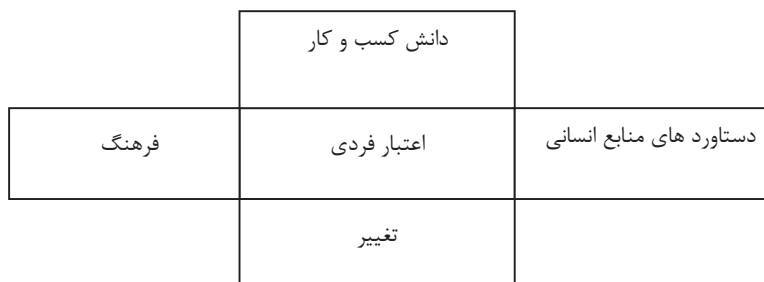 دانش کسب و کار
دستاورد های منابع انسانی
اعتبار فردی
فرهنگ
تغییر